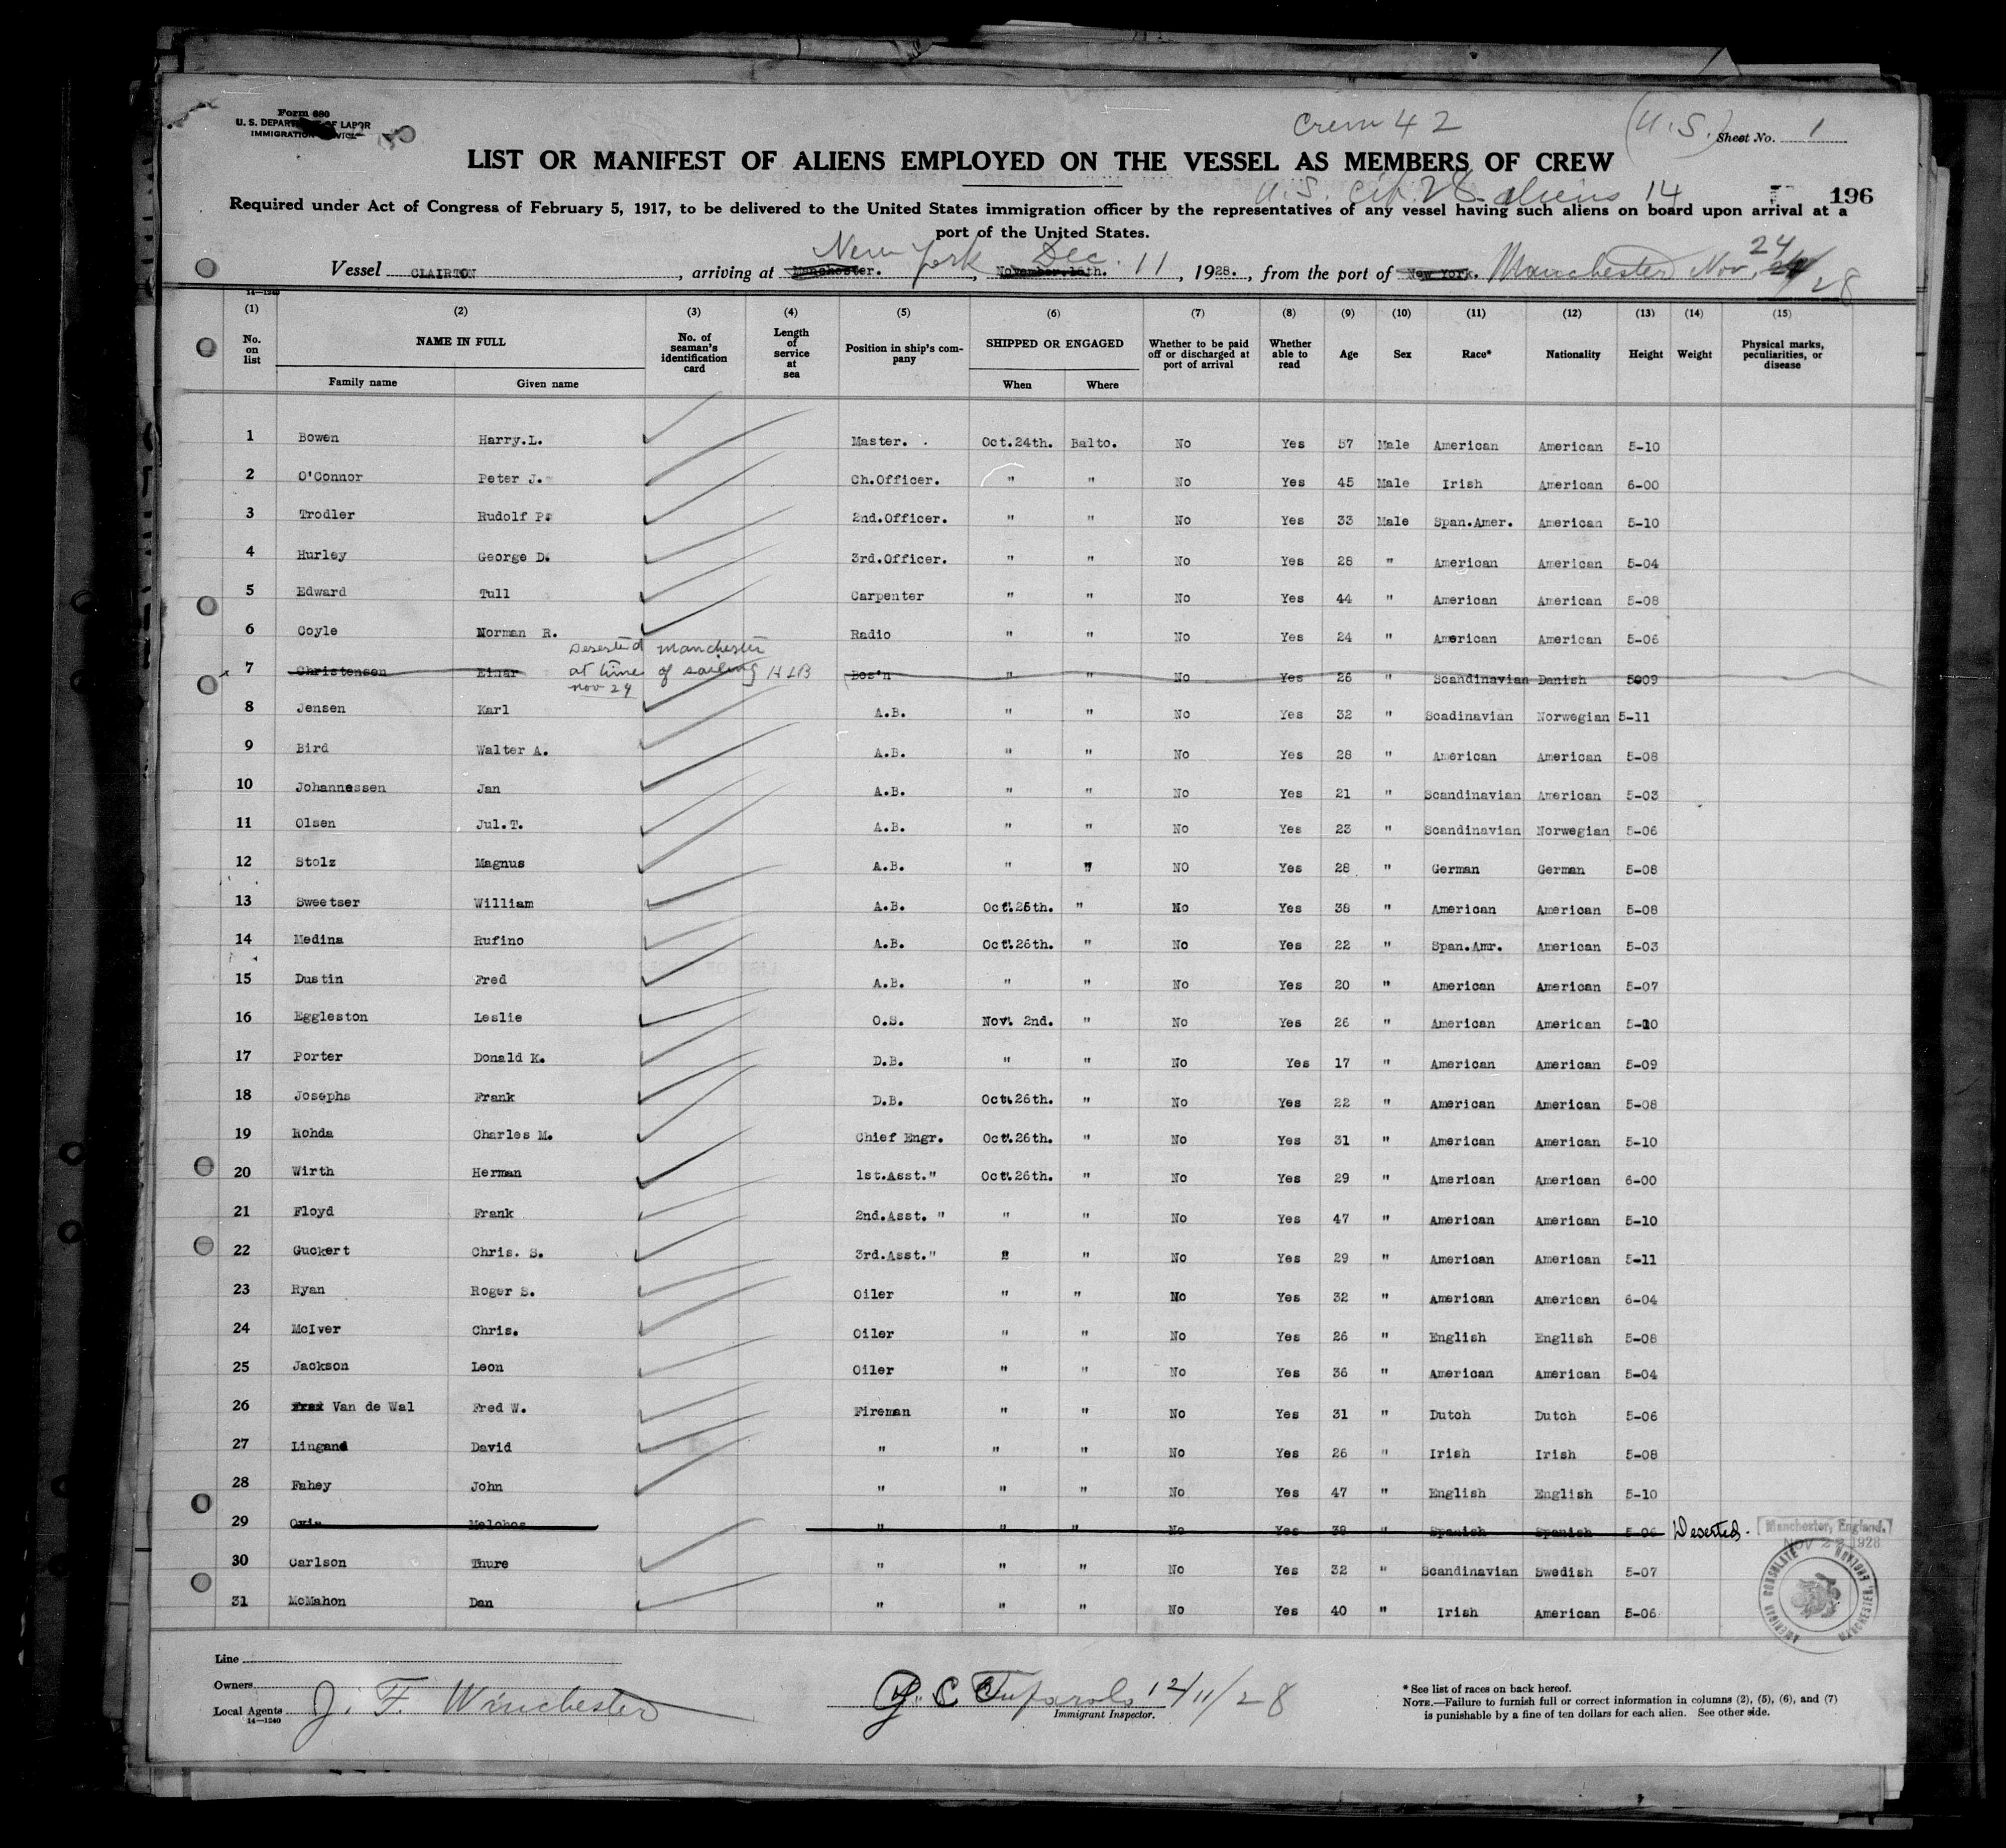 Form 680
U. S. DEPARTMENT OF LABOR
IMMIGRATION SERVICE
Crew 42
(U.S.)
Sheet No. 1
LIST OR MANIFEST OF ALIENS EMPLOYED ON THE VESSEL AS MEMBERS OF CREW
U.S. Cit. 28 aliens 14
196
Required under Act of Congress of February 5, 1917, to be delivered to the United States immigration officer by the representatives of any vessel having such aliens on board upon arrival at a
port of the United States.
New York Dec. 24
Vessel CLAIRTON, arriving at Manchester. November 15th. 11, 1928., from the port of New York. Manchester Nov. 28
14—1240
(1) (2) (3) (4) (5) (6) (7) (8) (9) (10) (11) (12) (13) (14) (15)
No. on list NAME IN FULL No. of seaman's identification card Length of service at sea Position in ship's company SHIPPED OR ENGAGED Whether to be paid off or discharged at port of arrival Whether able to read Age Sex Race* Nationality Height Weight Physical marks, peculiarities, or disease
Family name Given name When Where
1 Bowen Harry.L. Master. Oct.24th. Balto. No Yes 57 Male American American 5-10
2 O'Connor Peter J. Ch.Officer. " " No Yes 45 Male Irish American 6-00
3 Trodler Rudolf P. 2nd.Officer. " " No Yes 33 Male Span.Amer. American 5-10
4 Hurley George D. 3rd.Officer. " " No Yes 28 " American American 5-04
5 Edward Tull Carpenter " " No Yes 44 " American American 5-08
6 Coyle Norman R. Radio " " No Yes 24 " American American 5-06
Deserted Manchester
7 Christensen Einar at time of sailing HLB Bos'n " " No Yes 26 " Scandinavian Danish 5009
nov 24
8 Jensen Karl A.B. " " No Yes 32 " Scadinavian Norwegian 5-11
9 Bird Walter A. A.B. " " No Yes 28 " American American 5-08
10 Johannessen Jan A.B. " " No Yes 21 " Scandinavian American 5-03
11 Olsen Jul.T. A.B. " " No Yes 23 " Scandinavian Norwegian 5-06
12 Stolz Magnus A.B. " " NO Yes 28 " German German 5-08
13 Sweetser William A.B. Oct.25th. " No Yes 38 " American American 5-08
14 Medina Rufino A.B. Oct.26th. " No Yes 22 " Span.Amr. American 5-03
15 Dustin Fred A.B. " " No Yes 20 " American American 5-07
16 Eggleston Leslie O.S. Nov. 2nd. " No Yes 26 " American American 5-10
17 Porter Donald K. D.B. " " No Yes 17 " American American 5-09
18 Josephs Frank D.B. Oct.26th. " No Yes 22 " American American 5-08
19 Rohda Charles M. Chief Engr. Oct.26th. " No Yes 31 " American American 5-10
20 Wirth Herman 1st.Asst." Oct.26th. " No Yes 29 " American American 6-00
21 Floyd Frank 2nd.Asst. " " " No Yes 47 " American American 5-10
22 Guckert Chris. S. 3rd.Asst." " " No Yes 29 " American American 5-11
23 Ryan Roger S. Oiler " " No Yes 32 " American American 6-04
24 McIver Chris. Oiler " " No Yes 26 " English English 5-08
25 Jackson Leon Oiler " " No Yes 36 " American American 5-04
26 Van de Wal Fred W. Fireman " " No Yes 31 " Dutch Dutch 5-06
27 Lingand David " " " No Yes 26 " Irish Irish 5-08
28 Fahey John " " " No Yes 47 " English English 5-10
29 Melchos " " " No Yes 39 " Spanish Spanish 5-06 Deserted. Manchester, England.
NOV 1928
30 Carlson Thure " " " No Yes 32 " Scandinavian Swedish 5-07
31 McMahon Dan " " " No Yes 40 " Irish American 5-06
AMERICAN CONSULATE MANCHESTER, ENGLAND
Line
Owners
Local Agents J. F. Winchester
14—1240
12/11/28
Immigrant Inspector.
* See list of races on back hereof.
NOTE.—Failure to furnish full or correct information in columns (2), (5), (6), and (7)
is punishable by a fine of ten dollars for each alien. See other side.